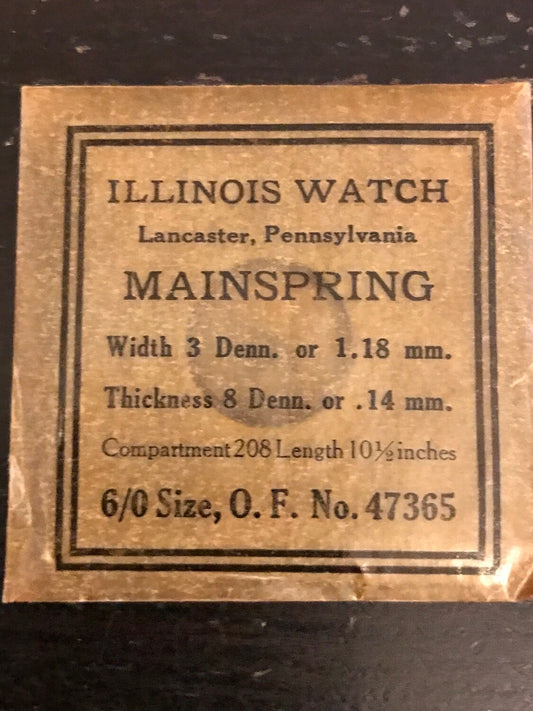 ILLINOIS WATCH
Lancaster, Pennsylvania
MAINSPRING
Width 3 Denn. or 1.18 mm.
Thickness 8 Denn. or .14 mm.
Compartment 208 Length 10½ inches
6/0 Size, O. F. No. 47365